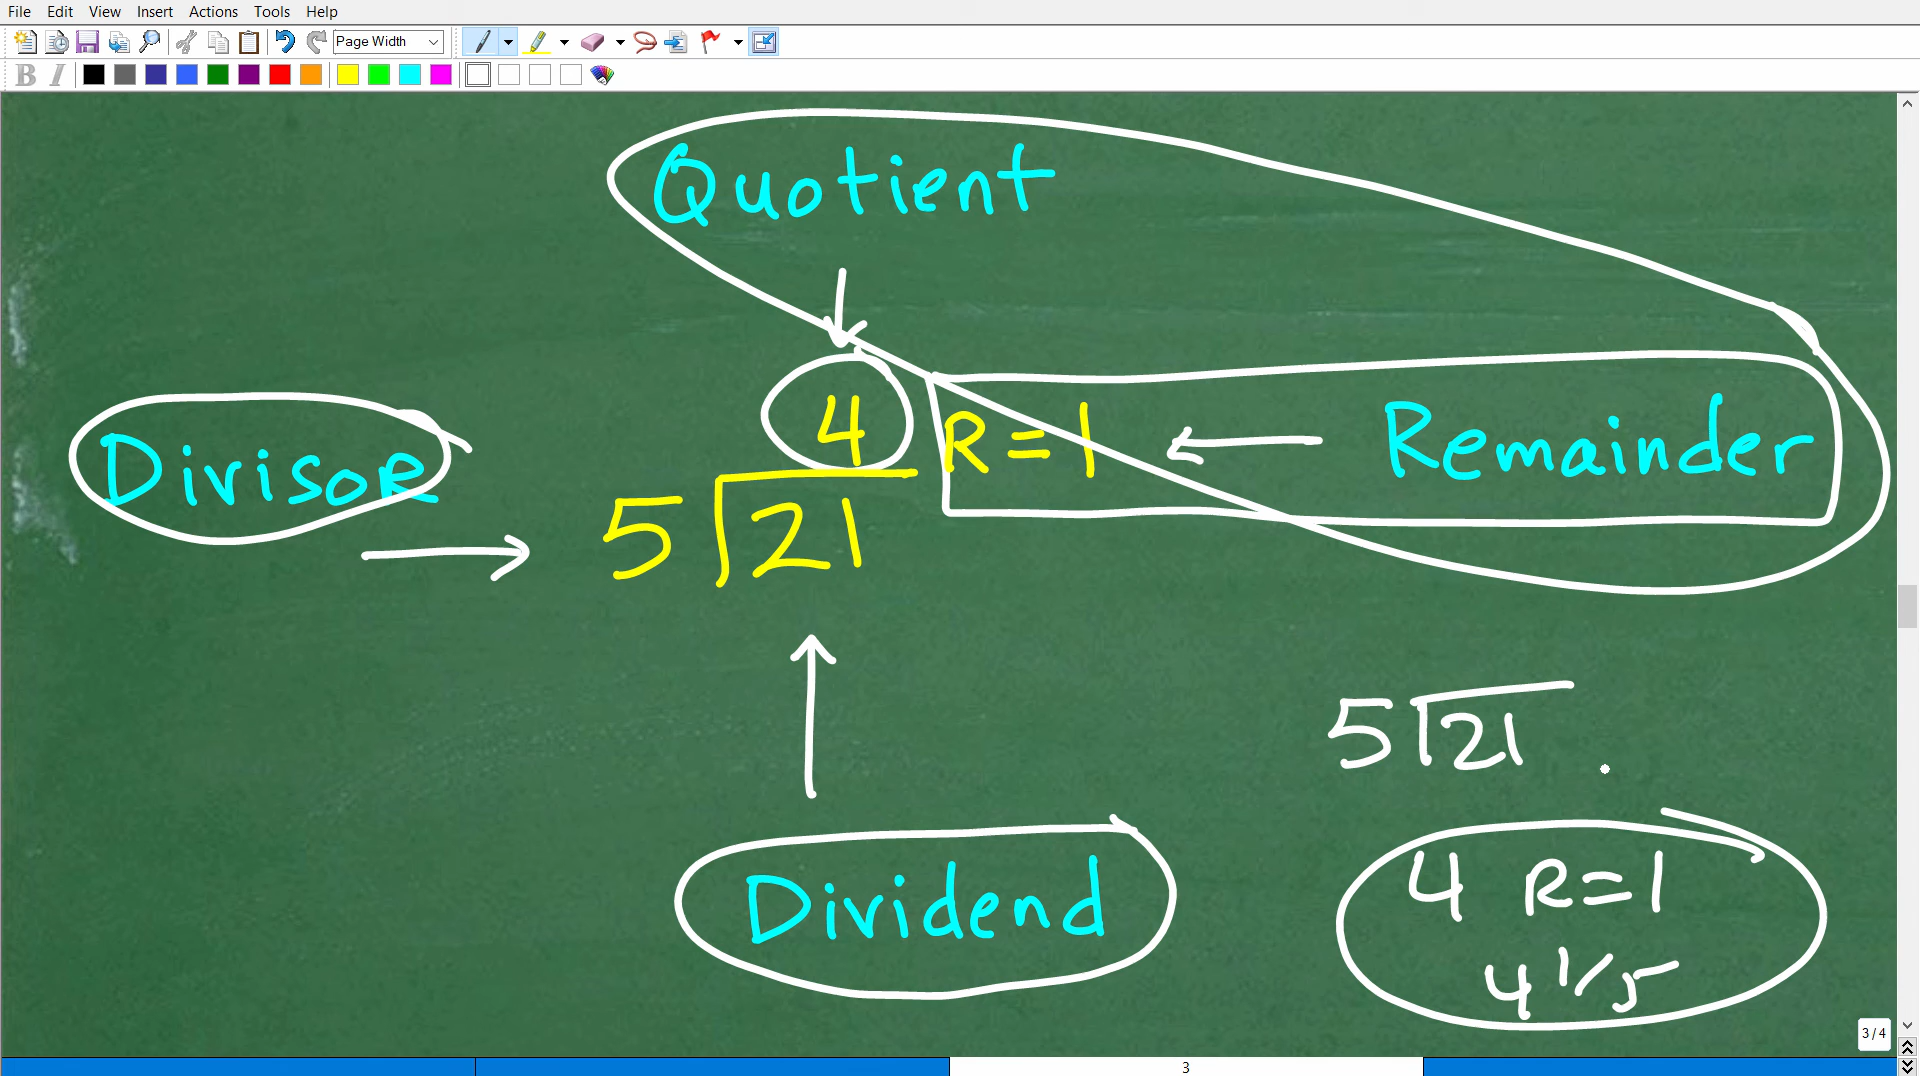 File Edit View Insert Actions Tools Help
Page Width
B I
Quotient
4 R = 1 ← Remainder
Divisor → 5 21
5 21
Dividend
4 R = 1
4 1/5
3 / 4
3